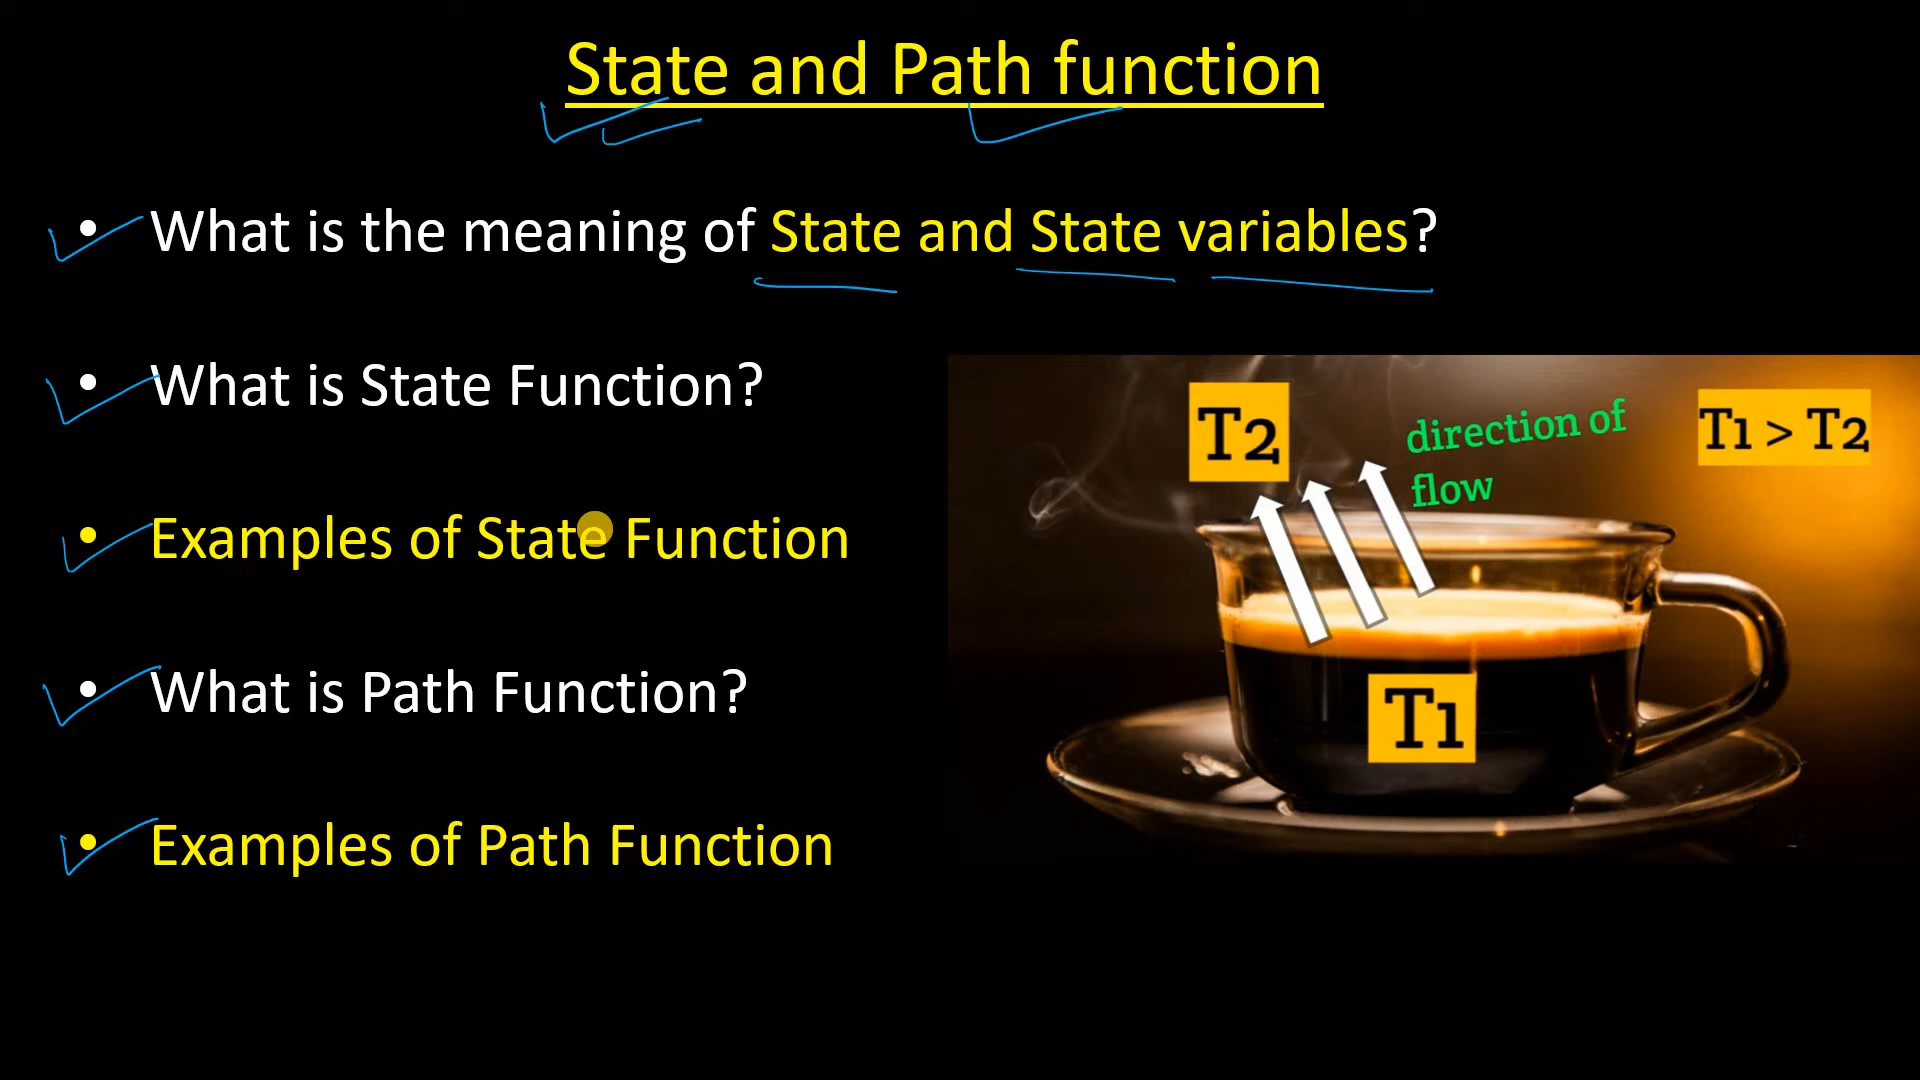 State and Path function
• What is the meaning of State and State variables?
• What is State Function?
• Examples of State Function
• What is Path Function?
• Examples of Path Function
T2
direction of
flow
T1 > T2
T1